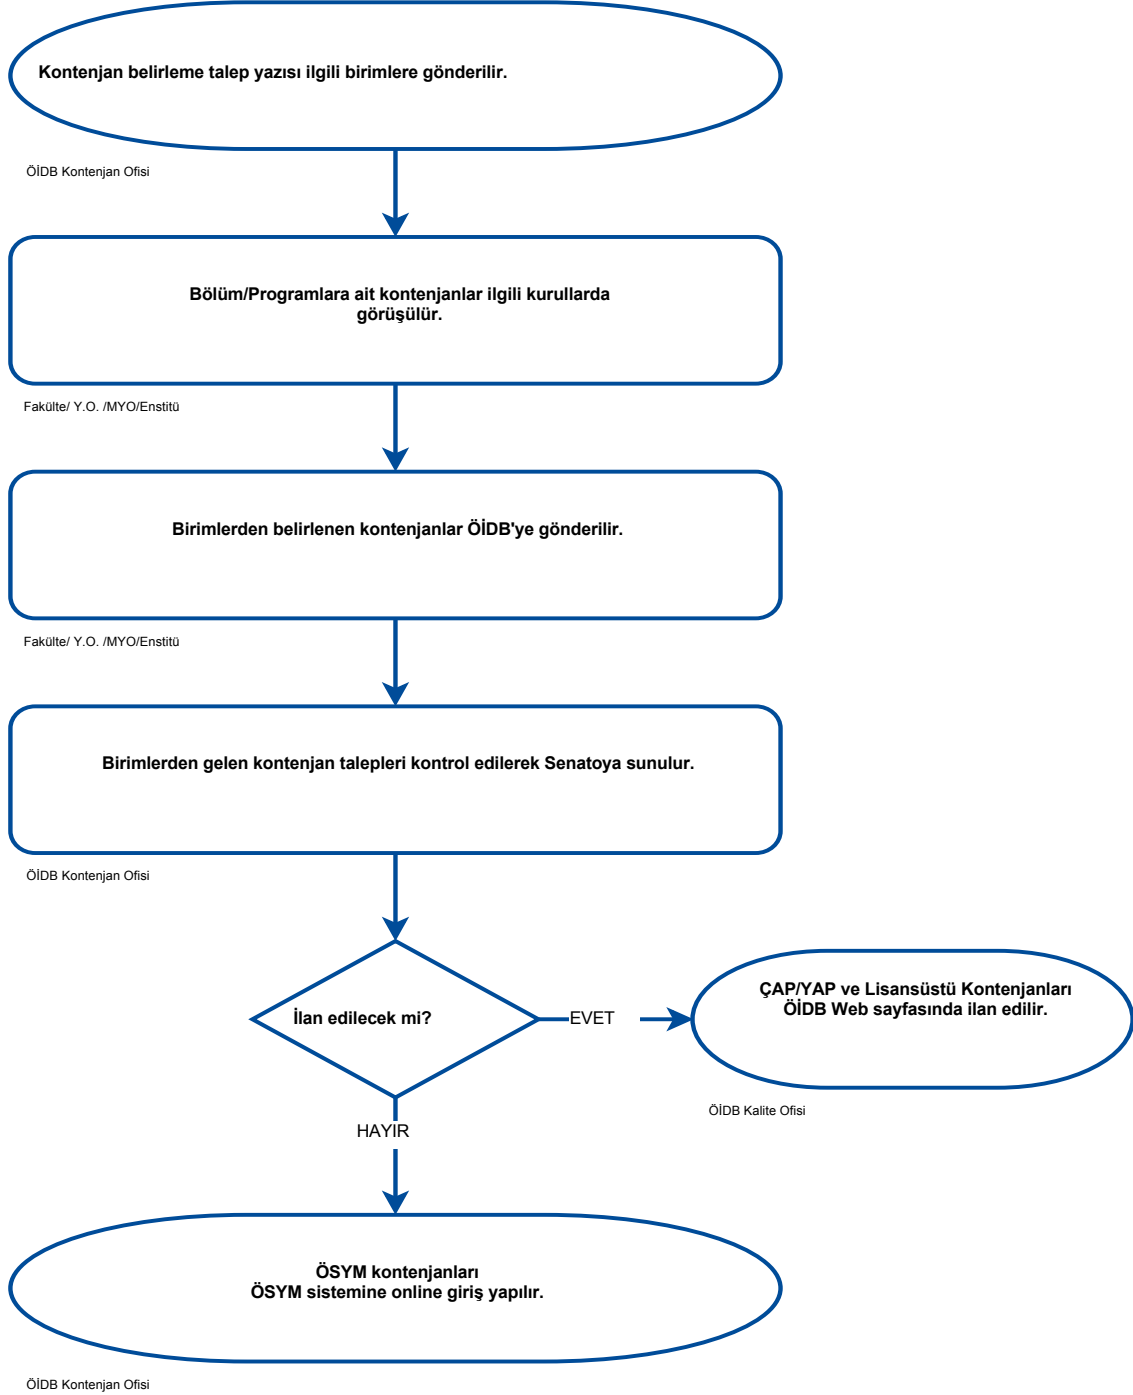 Kontenjan belirleme talep yazısı ilgili birimlere gönderilir.
ÖİDB Kontenjan Ofisi
Bölüm/Programlara ait kontenjanlar ilgili kurullarda
görüşülür.
Fakülte/ Y.O. /MYO/Enstitü
Birimlerden belirlenen kontenjanlar ÖİDB'ye gönderilir.
Fakülte/ Y.O. /MYO/Enstitü
Birimlerden gelen kontenjan talepleri kontrol edilerek Senatoya sunulur.
ÖİDB Kontenjan Ofisi
İlan edilecek mi?
EVET
ÇAP/YAP ve Lisansüstü Kontenjanları
ÖİDB Web sayfasında ilan edilir.
ÖİDB Kalite Ofisi
HAYIR
ÖSYM kontenjanları
ÖSYM sistemine online giriş yapılır.
ÖİDB Kontenjan Ofisi